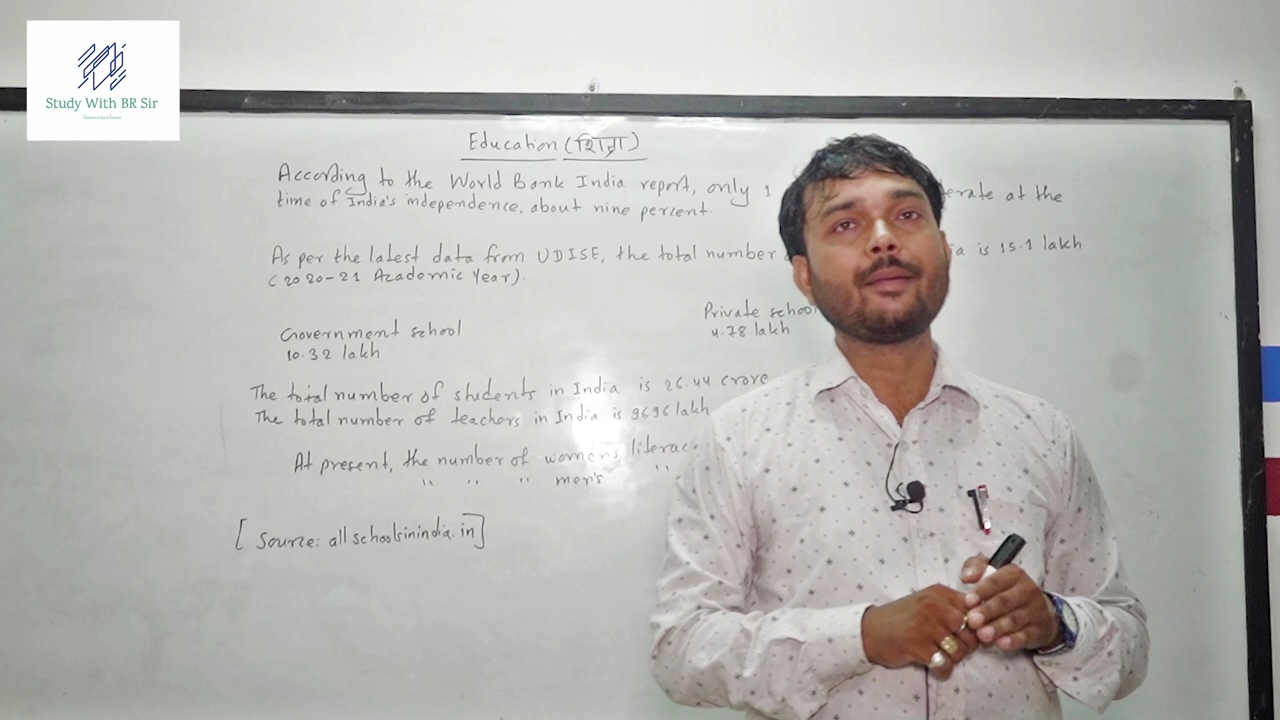 Study With BR Sir
Education (शिक्षा)
According to the World Bank India report, only 1 erate at the
time of India's independence, about nine percent.
As per the latest data from UDISE, the total number ia is 15.1 lakh
(2020-21 Academic Year).
Private school
4.78 lakh
Government school
10.32 lakh
The total number of students in India is 26.44 crore
The total number of teachers in India is 9696 lakh
At present, the number of women's literac
" " " men's "
[Source: allschoolsinindia.in]